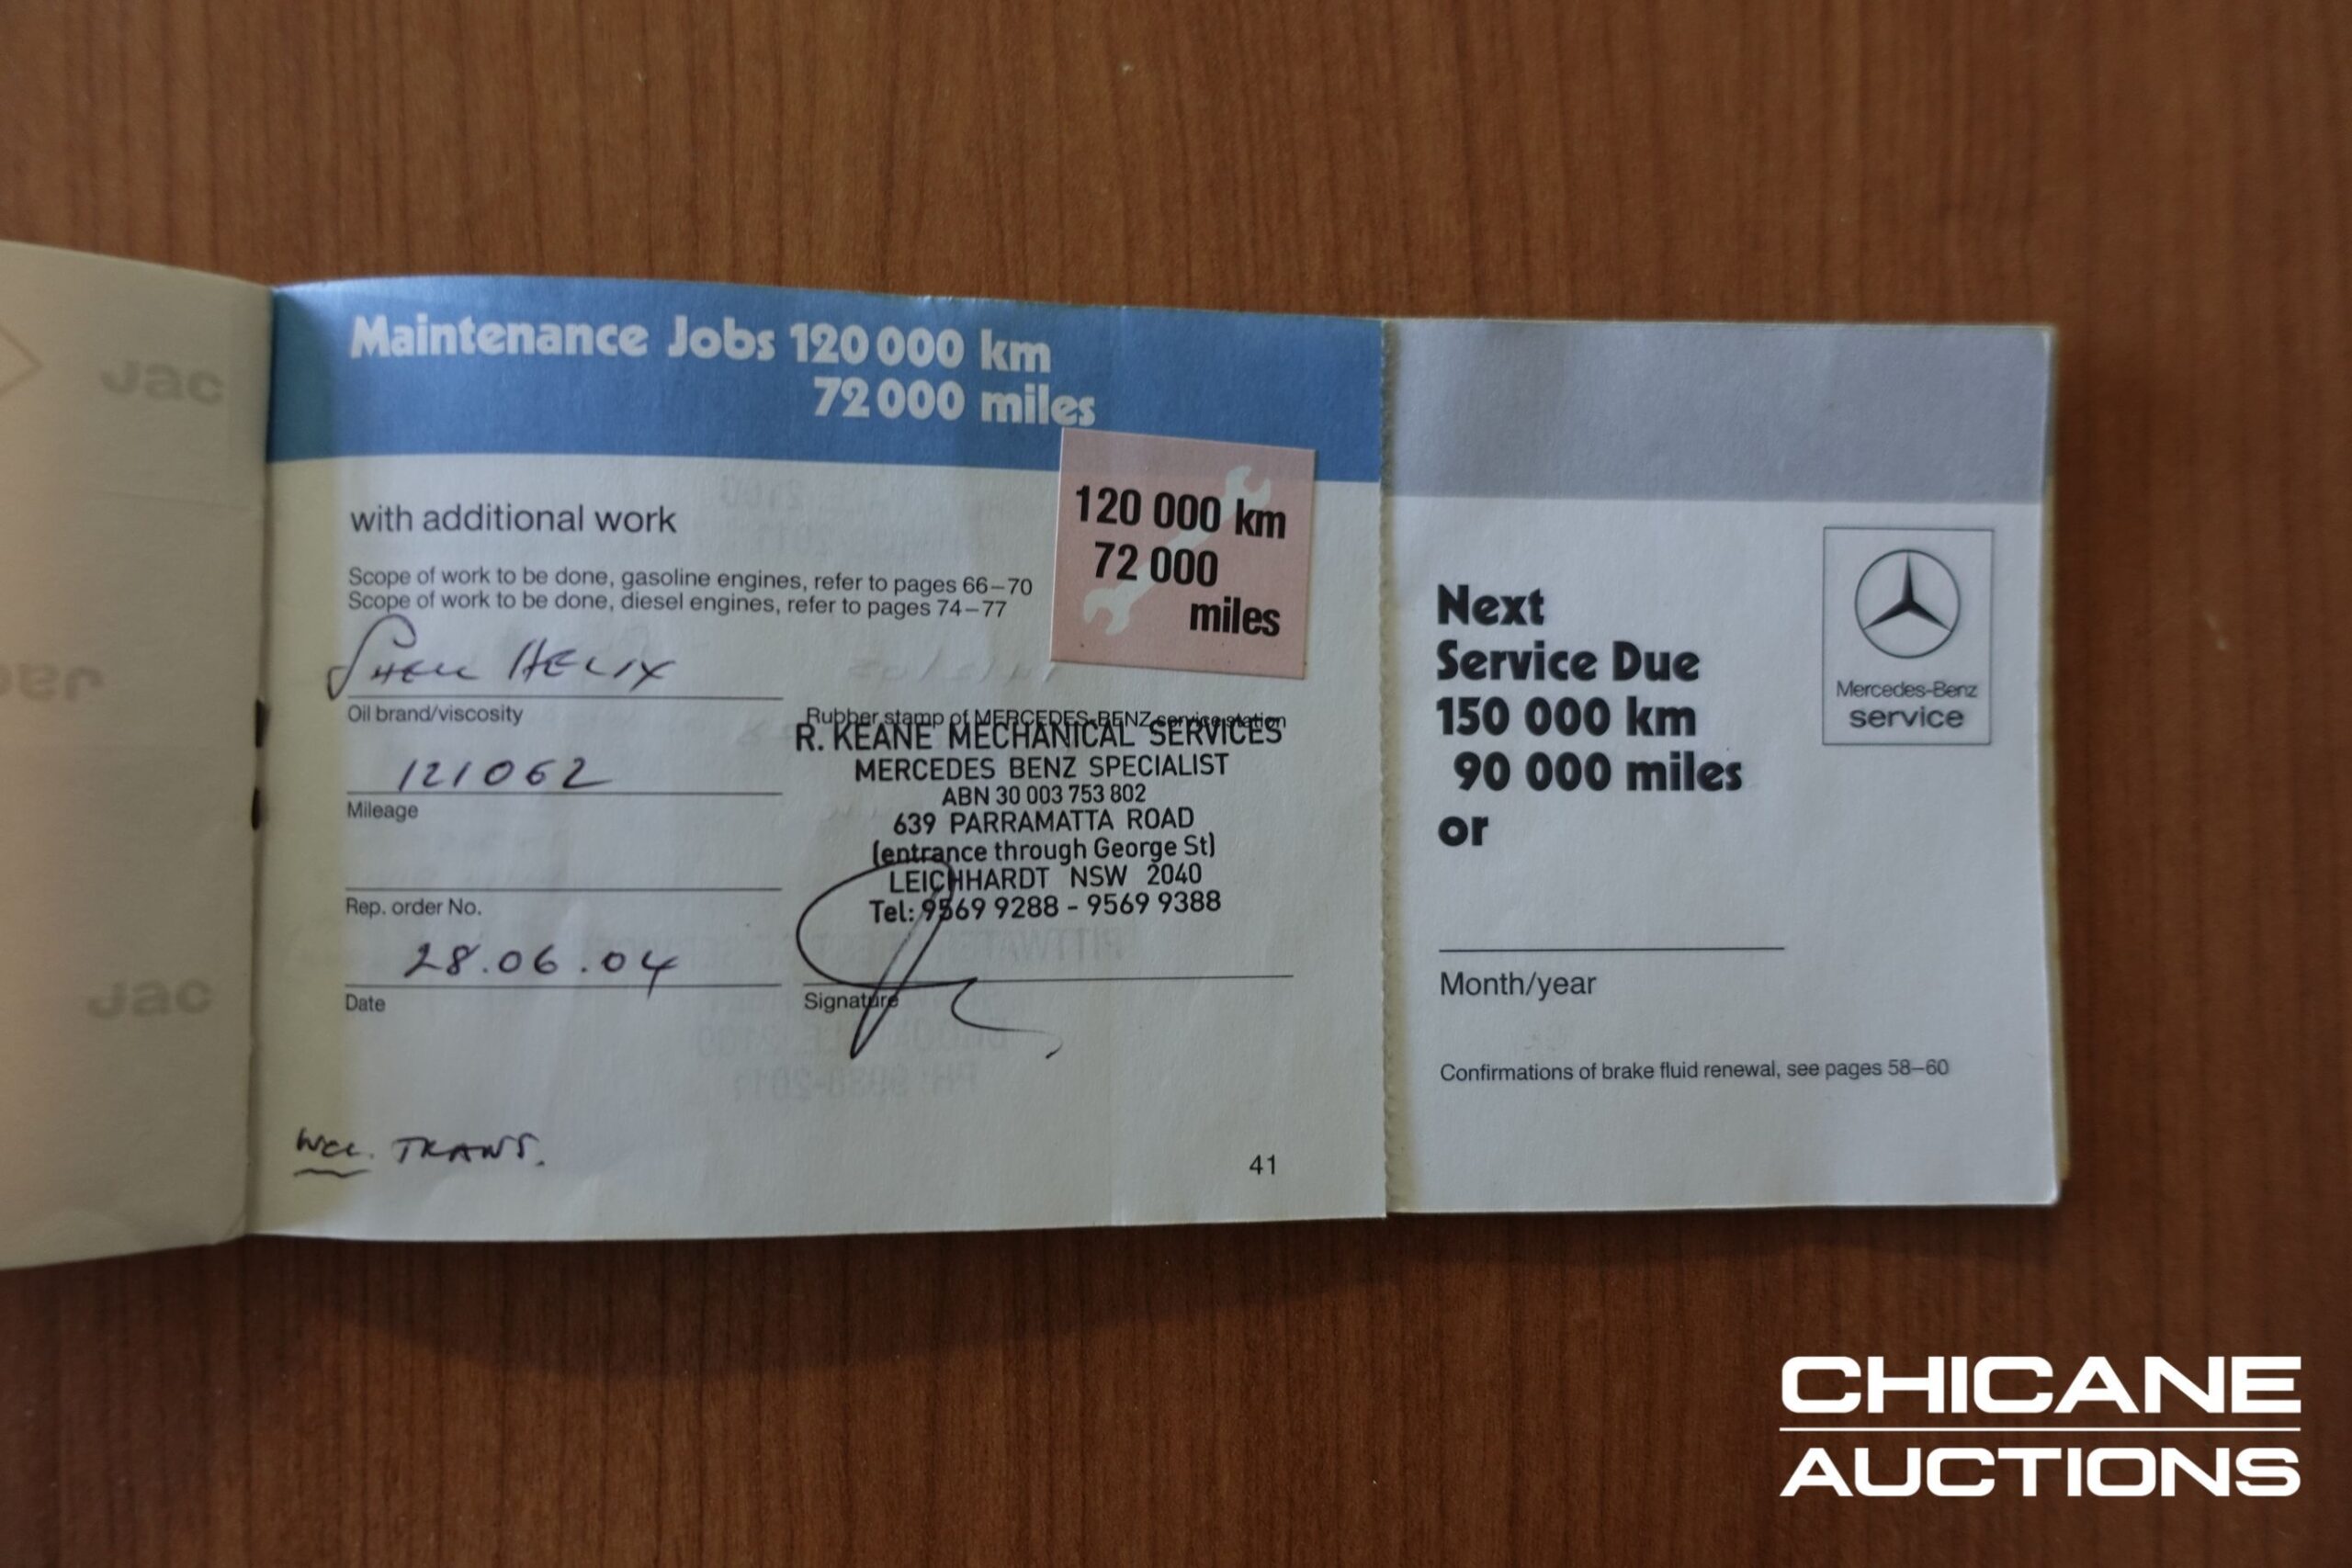 Maintenance Jobs 120 000 km
72 000 miles
with additional work
120 000 km
72 000
miles
Scope of work to be done, gasoline engines, refer to pages 66–70
Scope of work to be done, diesel engines, refer to pages 74–77
SHELL HELIX
Oil brand/viscosity
121062
Mileage
Rep. order No.
28.06.04
Date
Rubber stamp of MERCEDES-BENZ service station
R. KEANE MECHANICAL SERVICES
MERCEDES BENZ SPECIALIST
ABN 30 003 753 802
639 PARRAMATTA ROAD
(entrance through George St)
LEICHHARDT NSW 2040
Tel: 9569 9288 - 9569 9388
Signature
TRANS.
41
Next
Service Due
150 000 km
90 000 miles
or
Month/year
Confirmations of brake fluid renewal, see pages 58–60
Mercedes-Benz
service
Jac
Jac
CHICANE
AUCTIONS